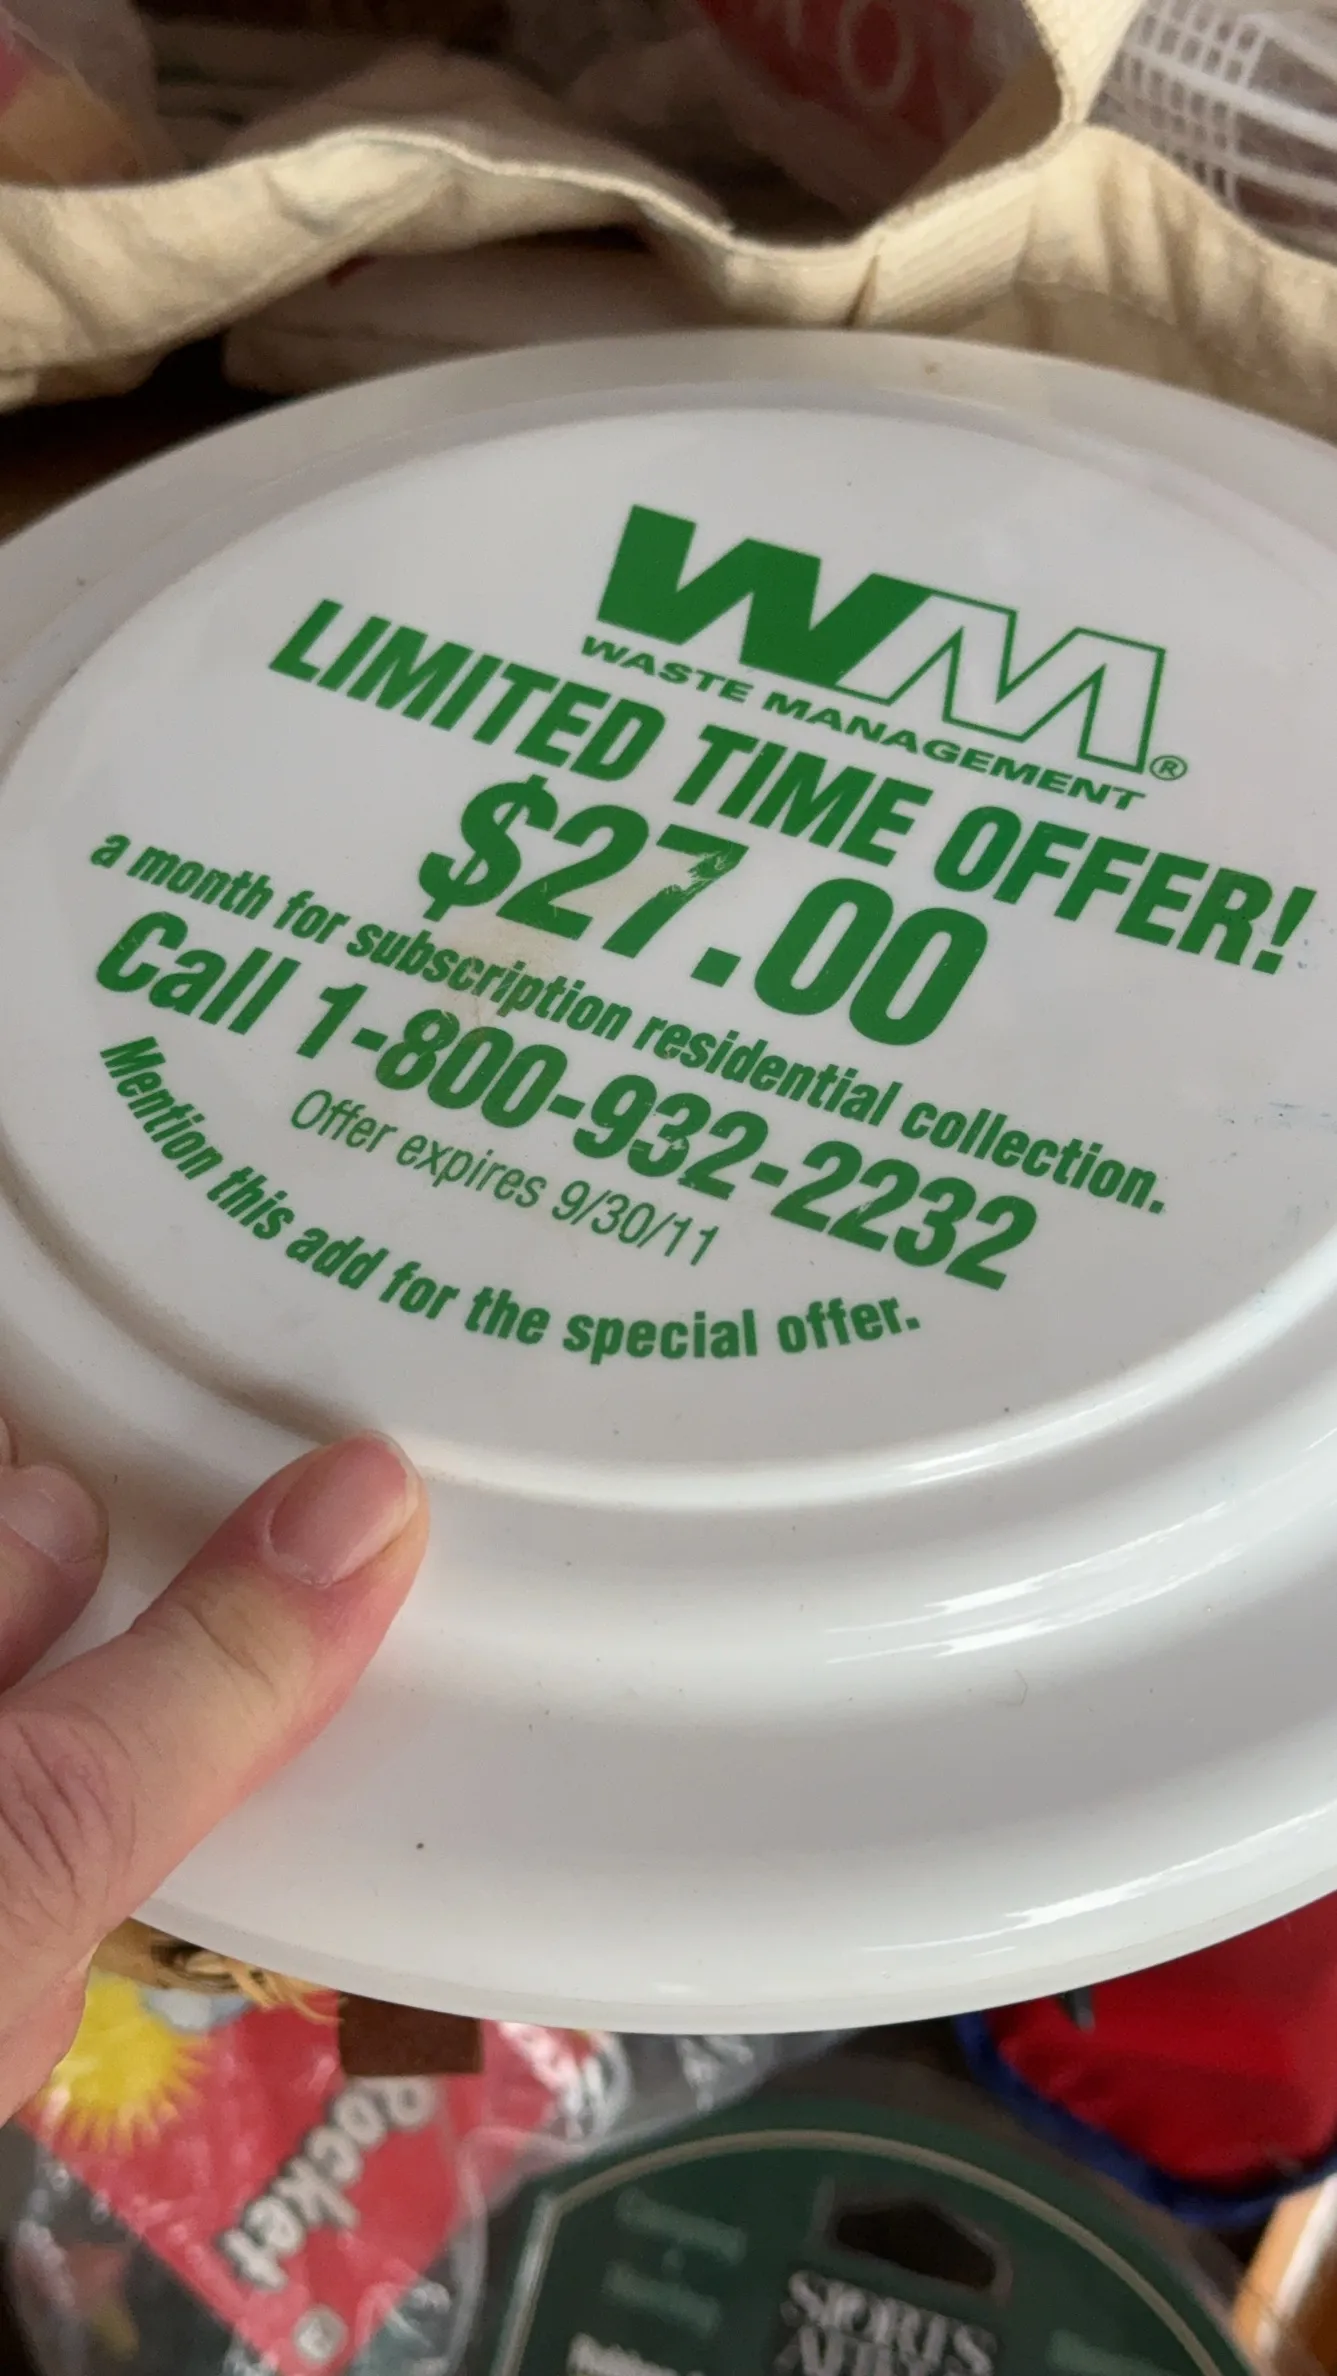 WM
WASTE MANAGEMENT®
LIMITED TIME OFFER!
$27.00
a month for subscription residential collection.
Call 1-800-932-2232
Offer expires 9/30/11
Mention this add for the special offer.
Rocket
SPORTS